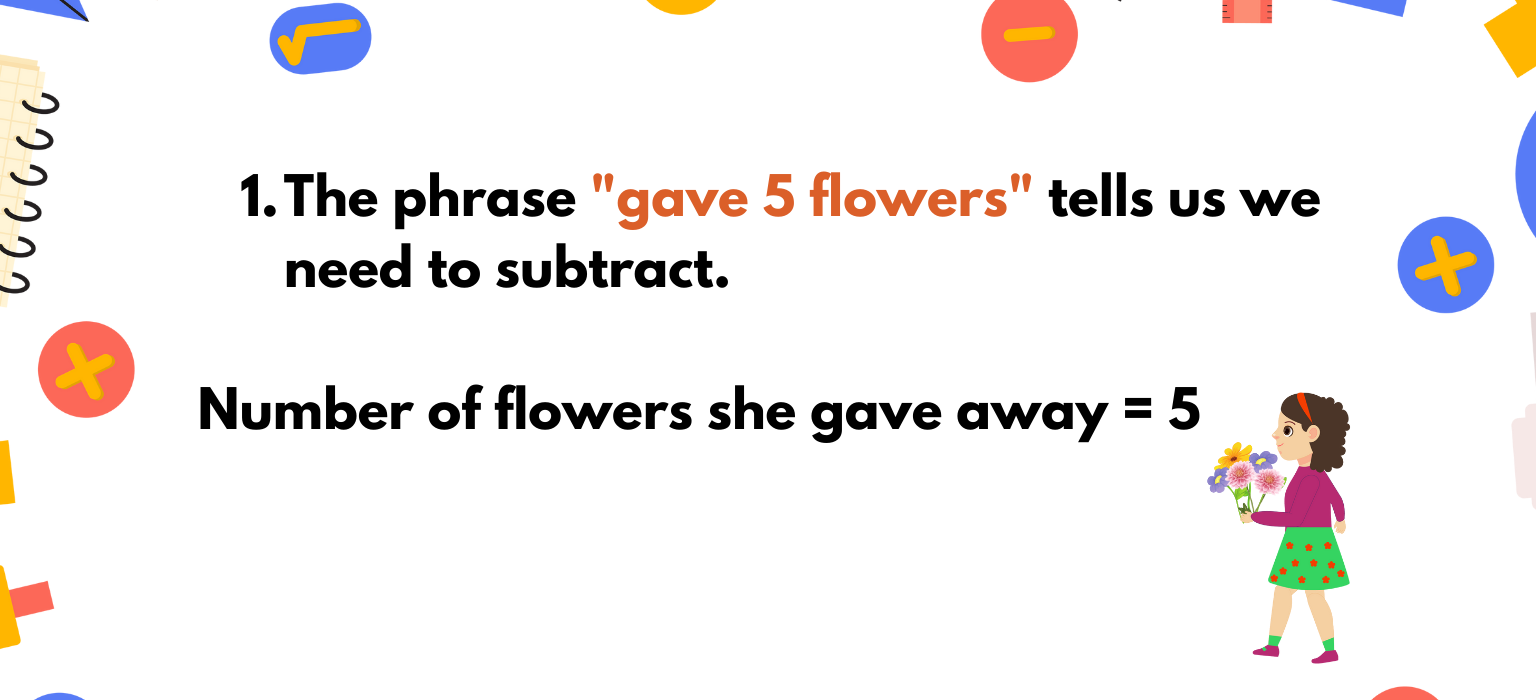 1. The phrase "gave 5 flowers" tells us we
need to subtract.
Number of flowers she gave away = 5